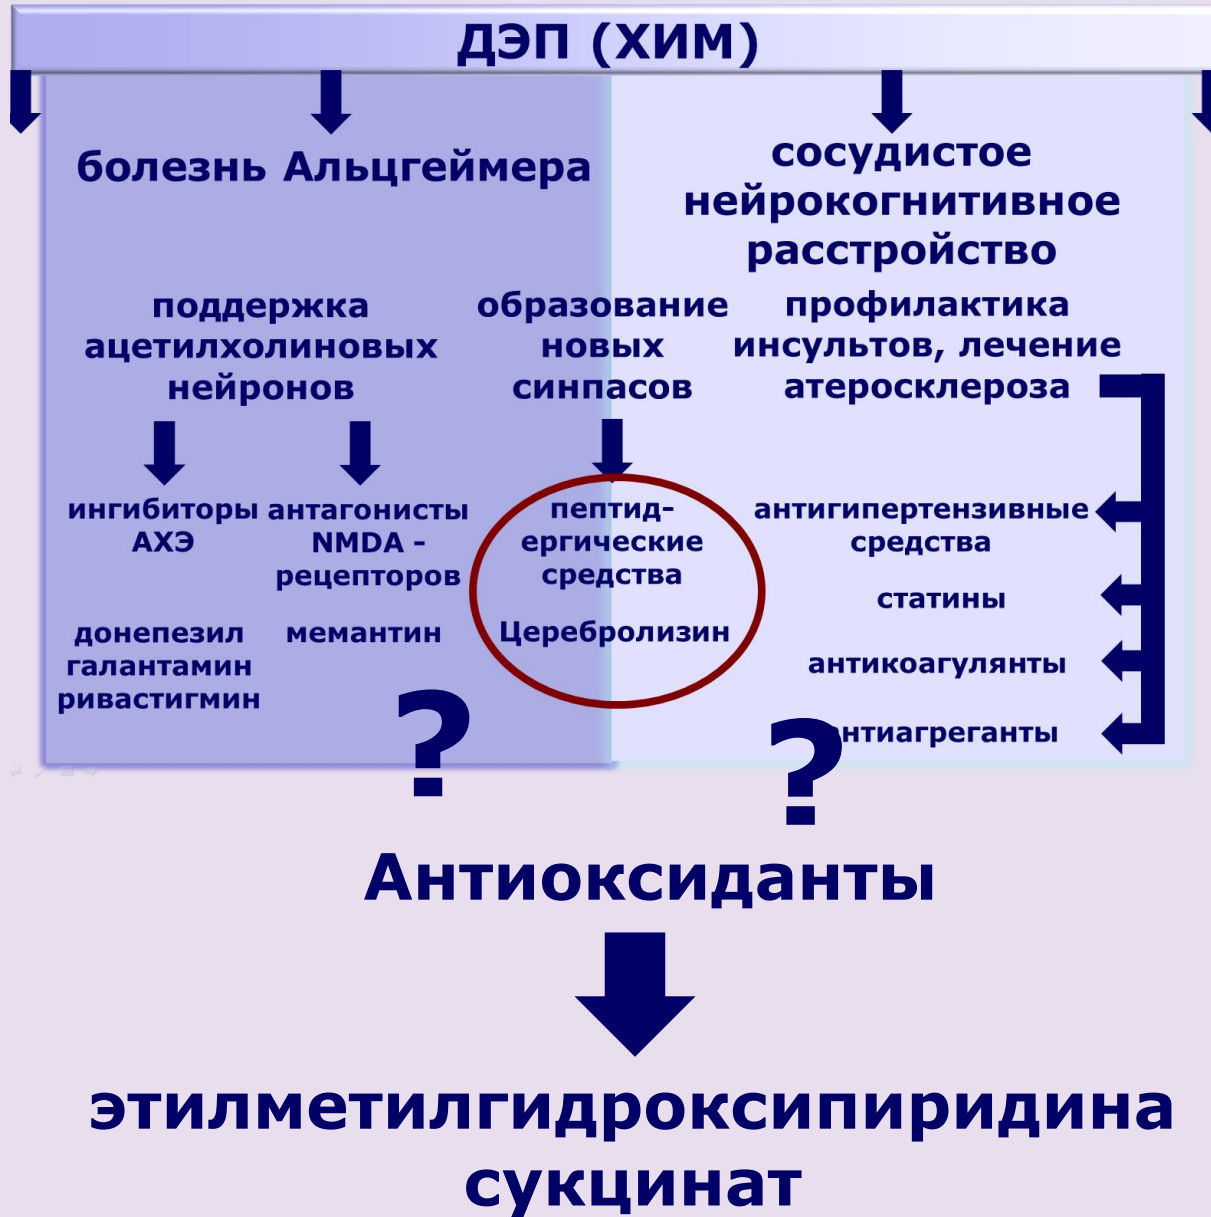 ДЭП (ХИМ)
болезнь Альцгеймера
сосудистое
нейрокогнитивное
расстройство
поддержка
ацетилхолиновых
нейронов
образование
новых
синпасов
профилактика
инсультов, лечение
атеросклероза
ингибиторы
АХЭ
донепезил
галантамин
ривастигмин
антагонисты
NMDA -
рецепторов
мемантин
пептид-
ергические
средства
Церебролизин
антигипертензивные
средства
статины
антикоагулянты
антиагреганты
?
?
Антиоксиданты
этилметилгидроксипиридина
сукцинат